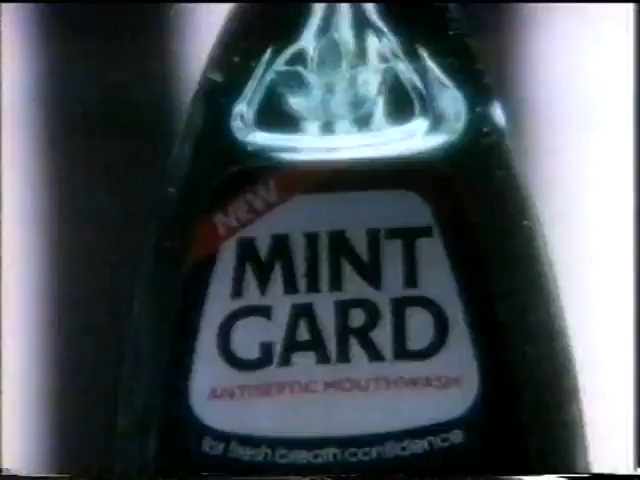 NEW
MINT
GARD
ANTISEPTIC MOUTHWASH
for fresh breath confidence